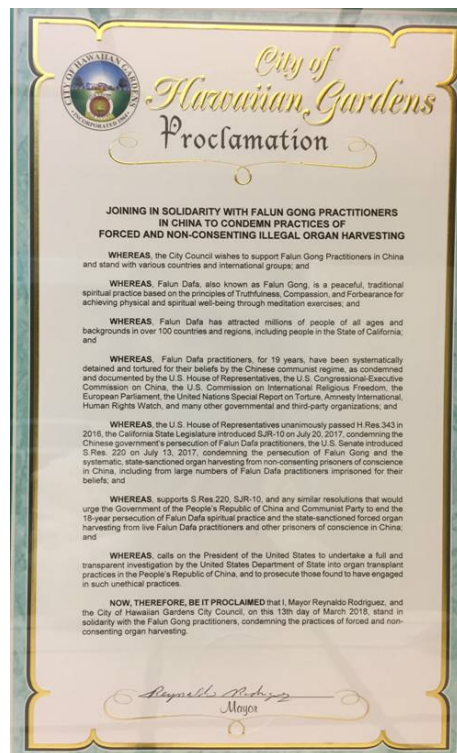 CITY OF HAWAIIAN GARDENS
INCORPORATED 1964
City of
Hawaiian Gardens
Proclamation
JOINING IN SOLIDARITY WITH FALUN GONG PRACTITIONERS
IN CHINA TO CONDEMN PRACTICES OF
FORCED AND NON-CONSENTING ILLEGAL ORGAN HARVESTING
WHEREAS, the City Council wishes to support Falun Gong Practitioners in China
and stand with various countries and international groups; and
WHEREAS, Falun Dafa, also known as Falun Gong, is a peaceful, traditional
spiritual practice based on the principles of Truthfulness, Compassion, and Forbearance for
achieving physical and spiritual well-being through meditation exercises; and
WHEREAS, Falun Dafa has attracted millions of people of all ages and
backgrounds in over 100 countries and regions, including people in the State of California;
and
WHEREAS, Falun Dafa practitioners, for 19 years, have been systematically
detained and tortured for their beliefs by the Chinese communist regime, as condemned
and documented by the U.S. House of Representatives, the U.S. Congressional-Executive
Commission on China, the U.S. Commission on International Religious Freedom, the
European Parliament, the United Nations Special Report on Torture, Amnesty International,
Human Rights Watch, and many other governmental and third-party organizations; and
WHEREAS, the U.S. House of Representatives unanimously passed H.Res.343 in
2016, the California State Legislature introduced SJR-10 on July 20, 2017, condemning the
Chinese government's persecution of Falun Dafa practitioners, the U.S. Senate introduced
S.Res. 220 on July 13, 2017, condemning the persecution of Falun Gong and the
systematic, state-sanctioned organ harvesting from non-consenting prisoners of conscience
in China, including from large numbers of Falun Dafa practitioners imprisoned for their
beliefs; and
WHEREAS, supports S.Res.220, SJR-10, and any similar resolutions that would
urge the Government of the People's Republic of China and Communist Party to end the
18-year persecution of Falun Dafa spiritual practice and the state-sanctioned forced organ
harvesting from live Falun Dafa practitioners and other prisoners of conscience in China;
and
WHEREAS, calls on the President of the United States to undertake a full and
transparent investigation by the United States Department of State into organ transplant
practices in the People's Republic of China, and to prosecute those found to have engaged
in such unethical practices.
NOW, THEREFORE, BE IT PROCLAIMED that I, Mayor Reynaldo Rodriguez, and
the City of Hawaiian Gardens City Council, on this 13th day of March 2018, stand in
solidarity with the Falun Gong practitioners, condemning the practices of forced and non-
consenting organ harvesting.
Reynaldo Rodriguez
Mayor